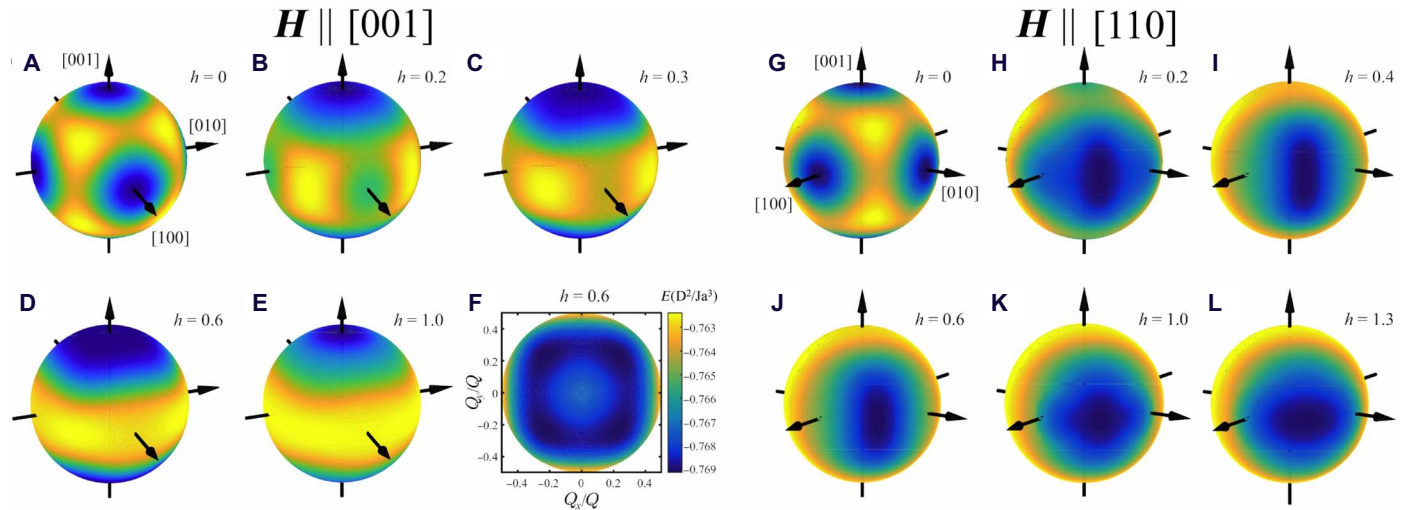 H || [001]
H || [110]
A
[001]
h = 0
[010]
[100]
B
h = 0.2
C
h = 0.3
G
[001]
h = 0
[100]
[010]
H
h = 0.2
I
h = 0.4
D
h = 0.6
E
h = 1.0
F
h = 0.6
E(D²/Ja³)
0.4
0.2
0
−0.2
−0.4
Qy/Q
−0.4
−0.2
0
0.2
0.4
Qx/Q
−0.763
−0.764
−0.765
−0.766
−0.767
−0.768
−0.769
J
h = 0.6
K
h = 1.0
L
h = 1.3